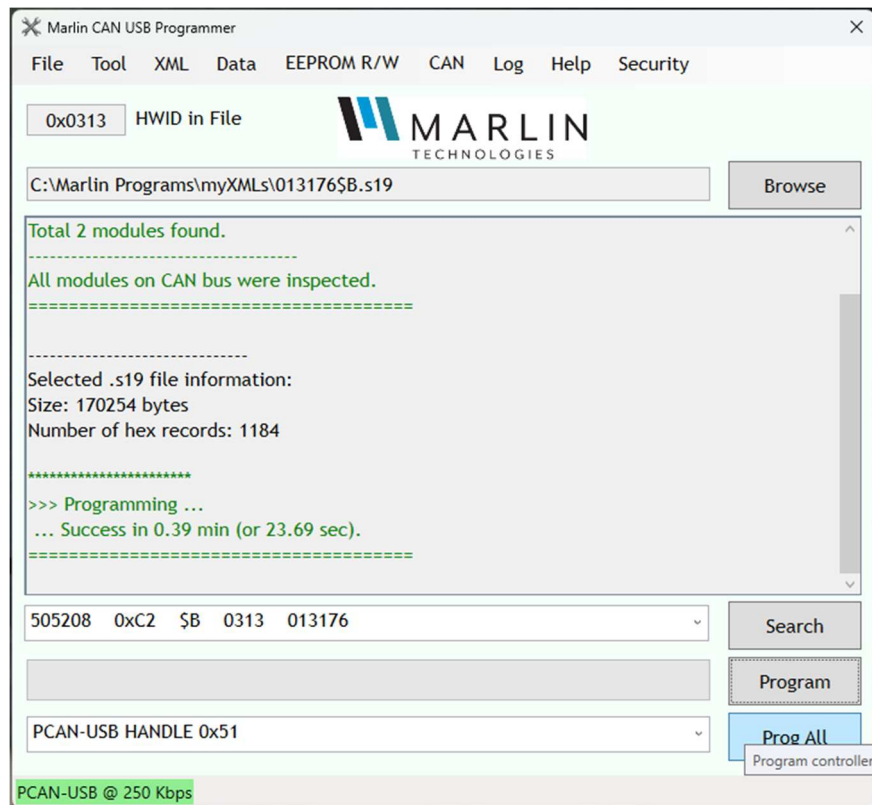 Marlin CAN USB Programmer
File Tool XML Data EEPROM R/W CAN Log Help Security
0x0313 HWID in File
MARLIN
TECHNOLOGIES
C:\Marlin Programs\myXMLs\013176$B.s19 Browse
Total 2 modules found.
--------------------------------------
All modules on CAN bus were inspected.
=======================================
-------------------------------
Selected .s19 file information:
Size: 170254 bytes
Number of hex records: 1184
***********************
>>> Programming ...
... Success in 0.39 min (or 23.69 sec).
=======================================
505208 0xC2 $B 0313 013176 Search
Program
PCAN-USB HANDLE 0x51 Prog All
Program controller
PCAN-USB @ 250 Kbps